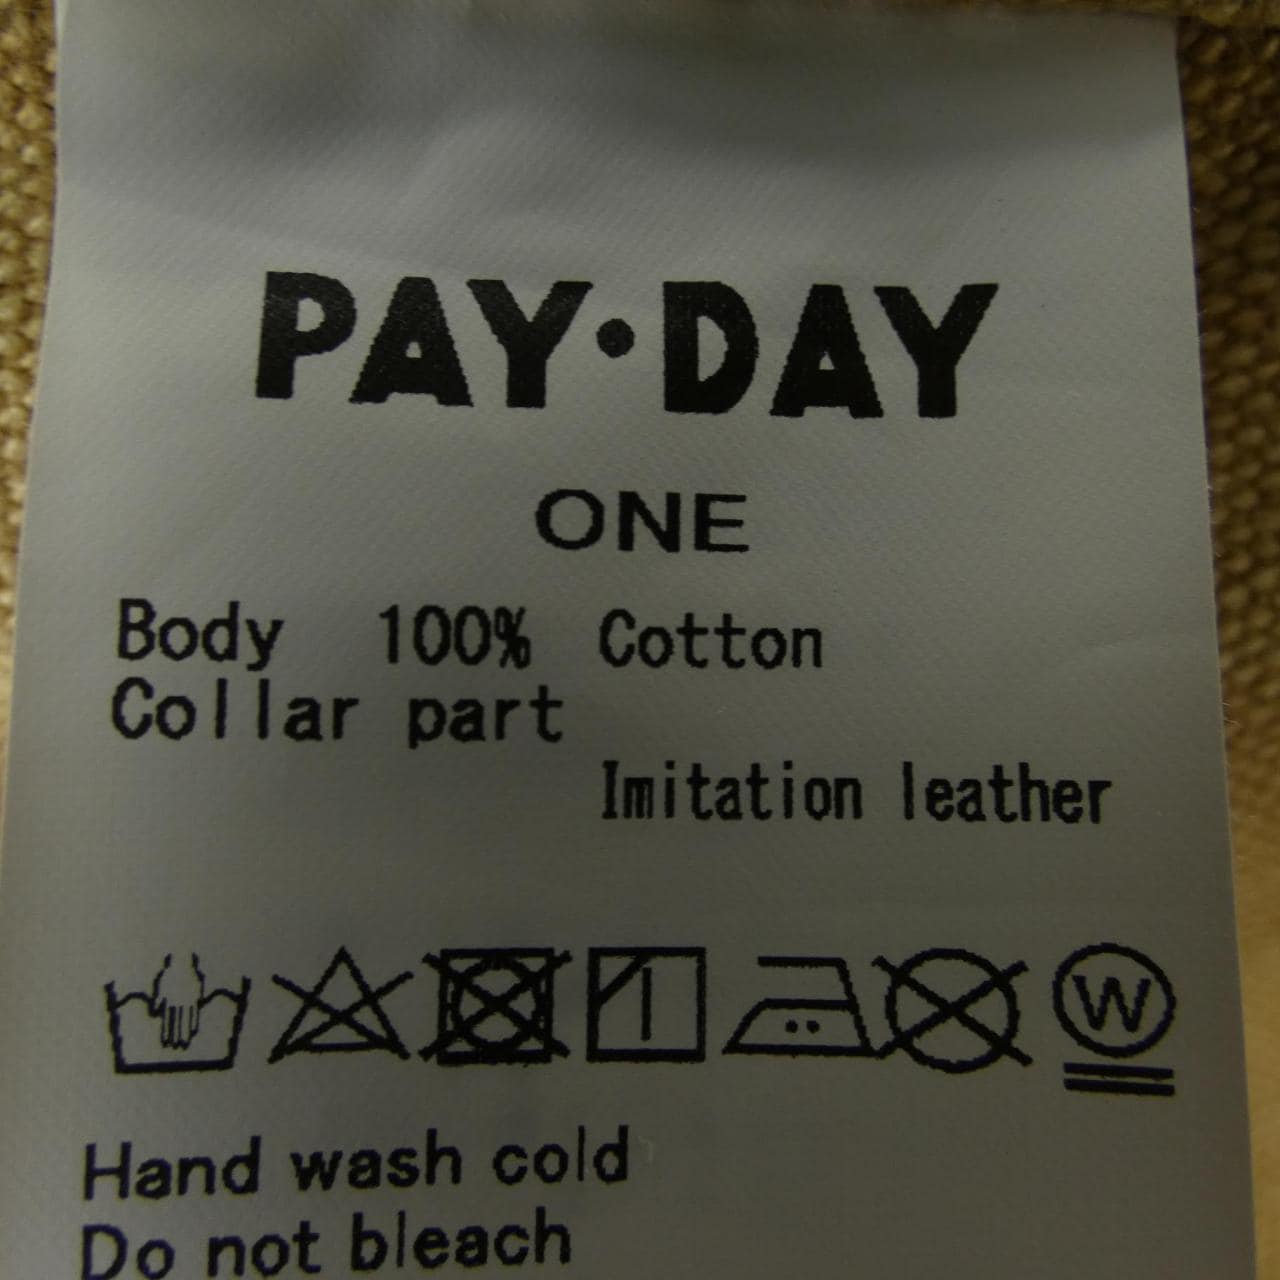 PAY・DAY
ONE
Body 100% Cotton
Collar part
Imitation leather
W
Hand wash cold
Do not bleach